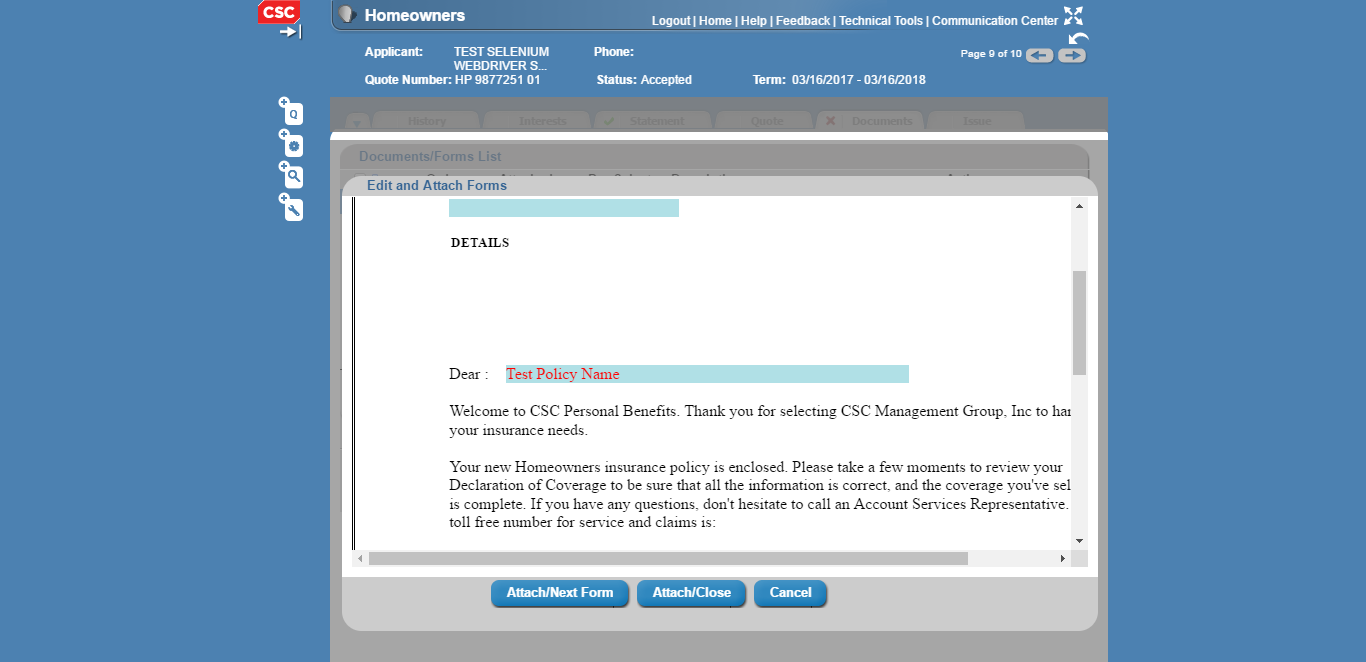 CSC
Homeowners
Logout | Home | Help | Feedback | Technical Tools | Communication Center
Applicant: TEST SELENIUM WEBDRIVER S... Phone:
Page 9 of 10
Quote Number: HP 9877251 01 Status: Accepted Term: 03/16/2017 - 03/16/2018
Q
History Interests Statement Quote Documents Issue
Documents/Forms List
Edit and Attach Forms
DETAILS
Dear : Test Policy Name
Welcome to CSC Personal Benefits. Thank you for selecting CSC Management Group, Inc to har
your insurance needs.
Your new Homeowners insurance policy is enclosed. Please take a few moments to review your
Declaration of Coverage to be sure that all the information is correct, and the coverage you've sel
is complete. If you have any questions, don't hesitate to call an Account Services Representative.
toll free number for service and claims is:
Attach/Next Form Attach/Close Cancel